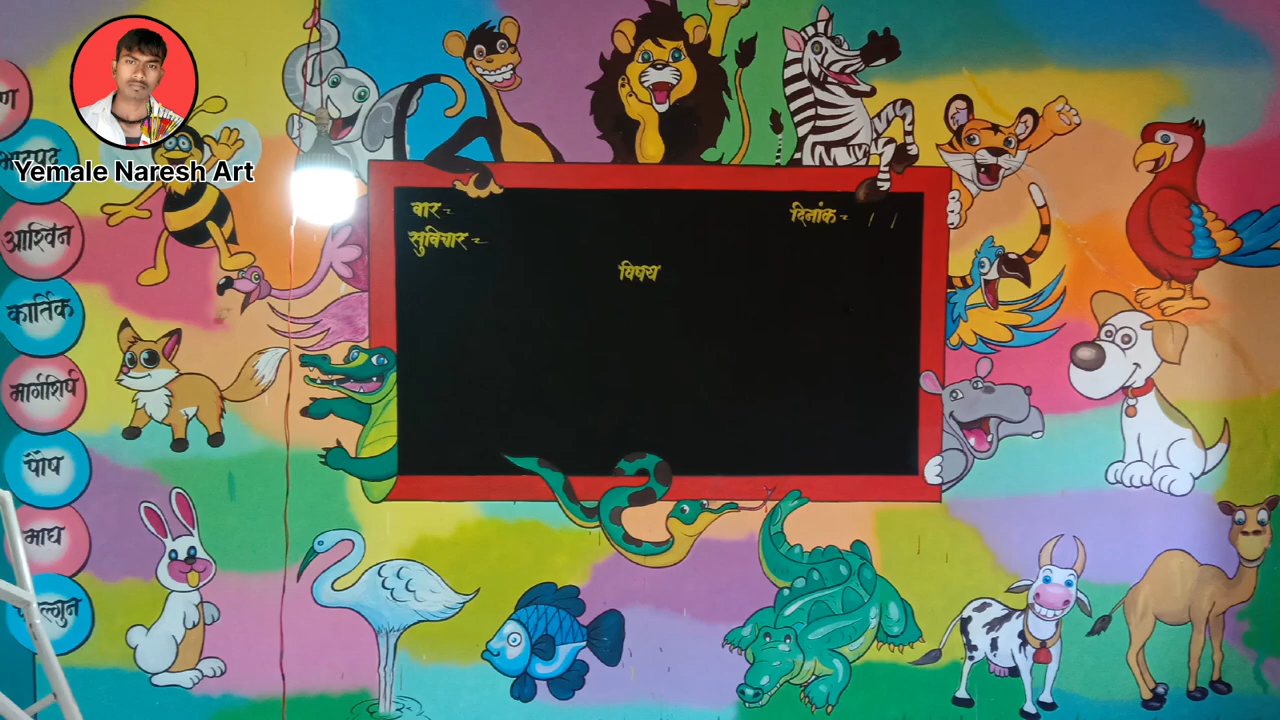 ण
Yemale Naresh Art
आश्विन
कार्तिक
मार्गशिर्ष
पौष
माघ
वार -
दिनांक - / /
सुविचार -
विषय